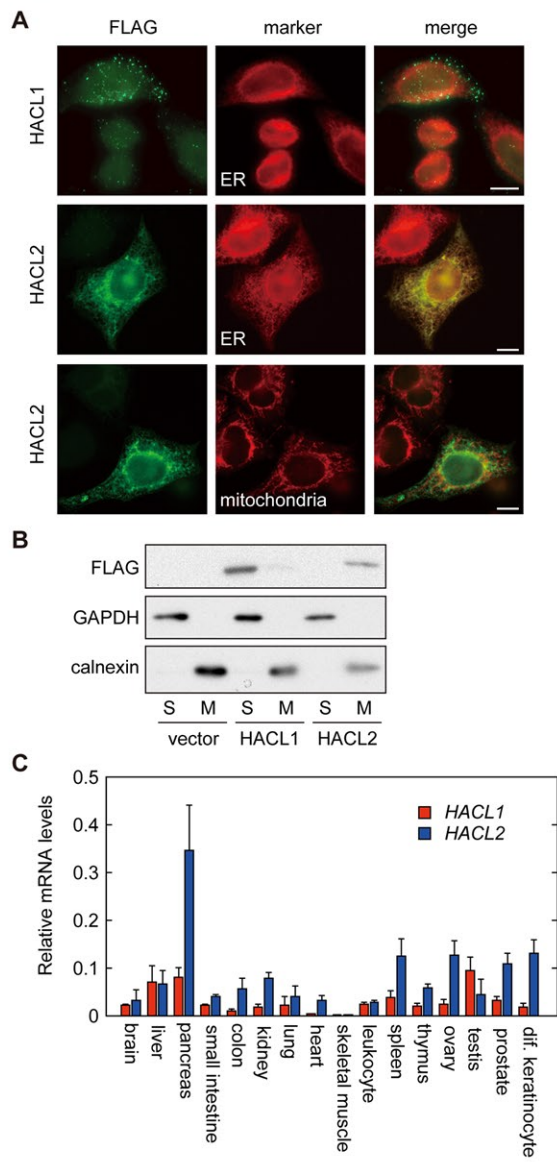 A
FLAG marker merge
HACL1
ER
HACL2
ER
HACL2
mitochondria
B
FLAG
GAPDH
calnexin
S M S M S M
vector HACL1 HACL2
C
Relative mRNA levels
0.5
0.4
0.3
0.2
0.1
0
HACL1
HACL2
brain
liver
pancreas
small intestine
colon
kidney
lung
heart
skeletal muscle
leukocyte
spleen
thymus
ovary
testis
prostate
dif. keratinocyte